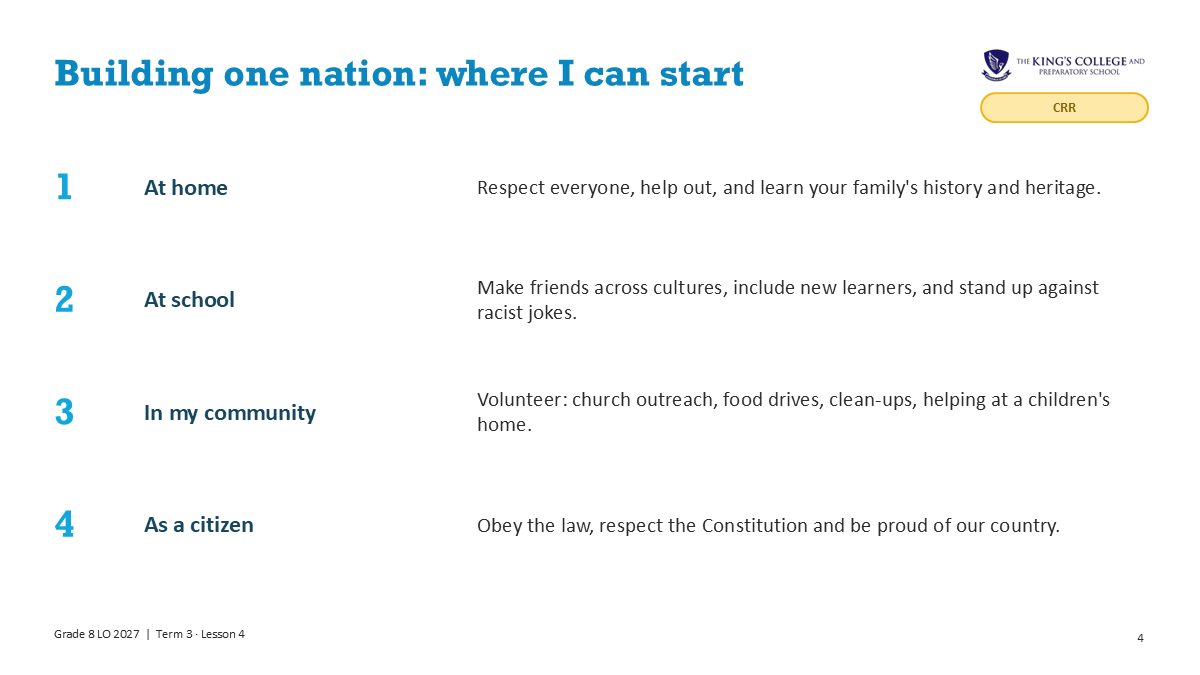 Building one nation: where I can start
THE KING'S COLLEGE AND
PREPARATORY SCHOOL
CRR
1
At home
Respect everyone, help out, and learn your family's history and heritage.
2
At school
Make friends across cultures, include new learners, and stand up against
racist jokes.
3
In my community
Volunteer: church outreach, food drives, clean-ups, helping at a children's
home.
4
As a citizen
Obey the law, respect the Constitution and be proud of our country.
Grade 8 LO 2027 | Term 3 · Lesson 4
4